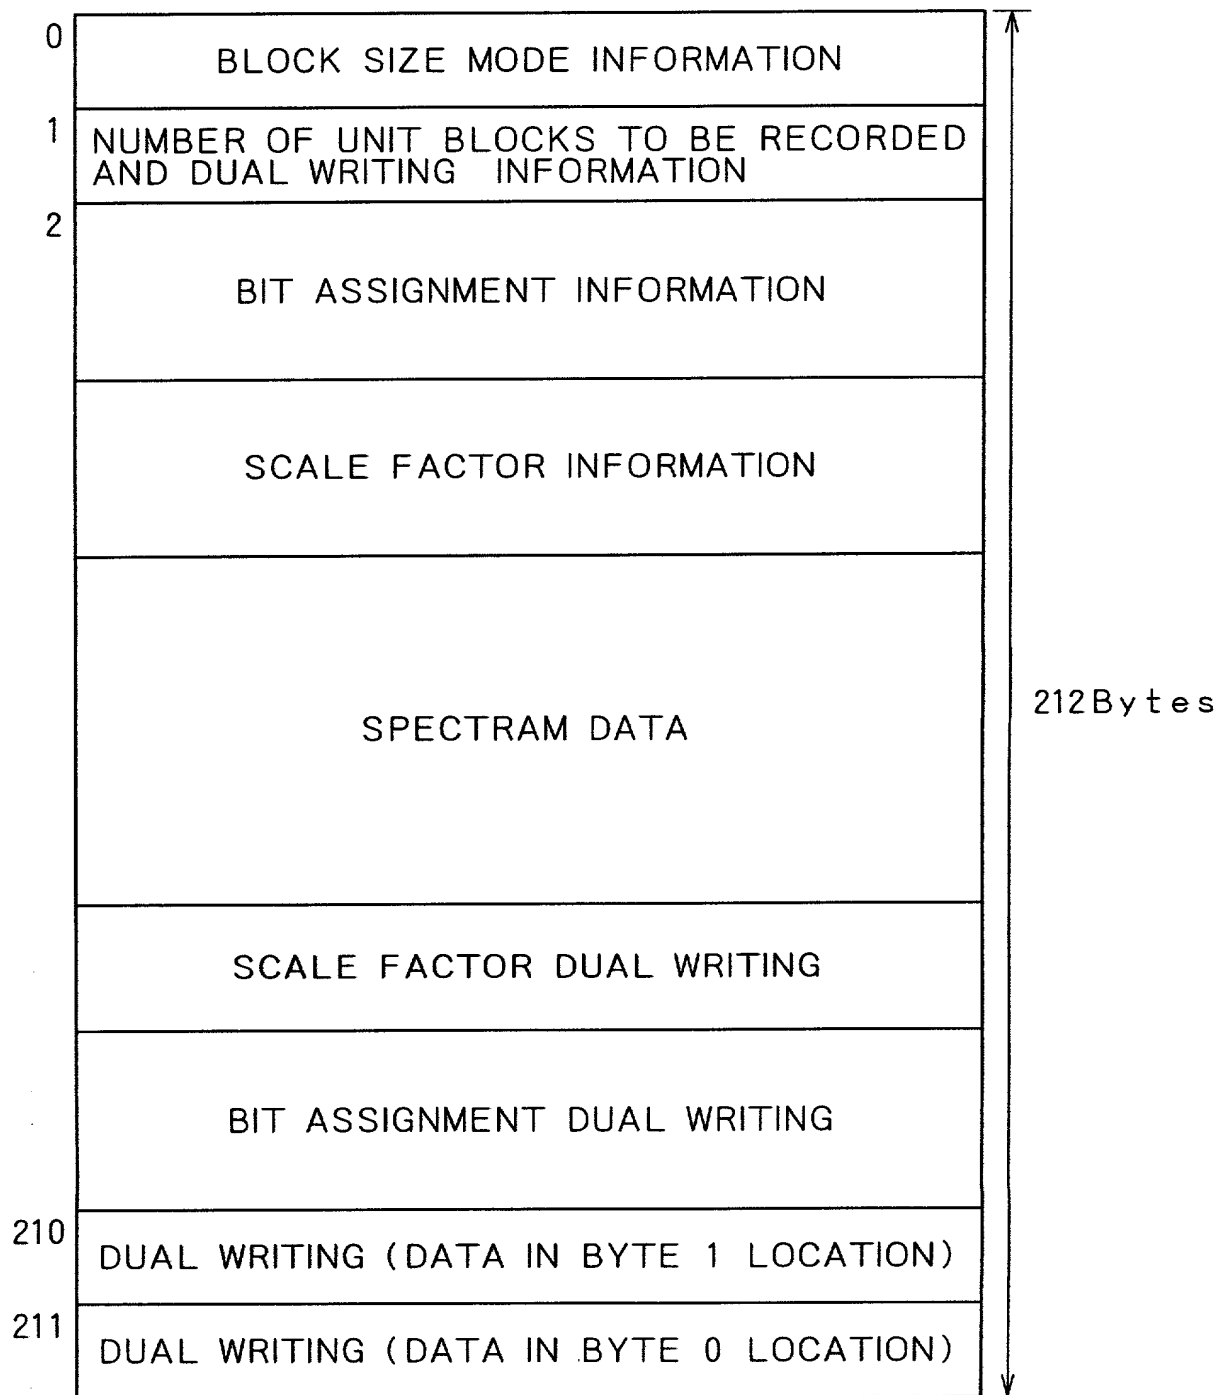 0
BLOCK SIZE MODE INFORMATION
1
NUMBER OF UNIT BLOCKS TO BE RECORDED
AND DUAL WRITING INFORMATION
2
BIT ASSIGNMENT INFORMATION
SCALE FACTOR INFORMATION
SPECTRAM DATA
212Bytes
SCALE FACTOR DUAL WRITING
BIT ASSIGNMENT DUAL WRITING
210
DUAL WRITING (DATA IN BYTE 1 LOCATION)
211
DUAL WRITING (DATA IN BYTE 0 LOCATION)